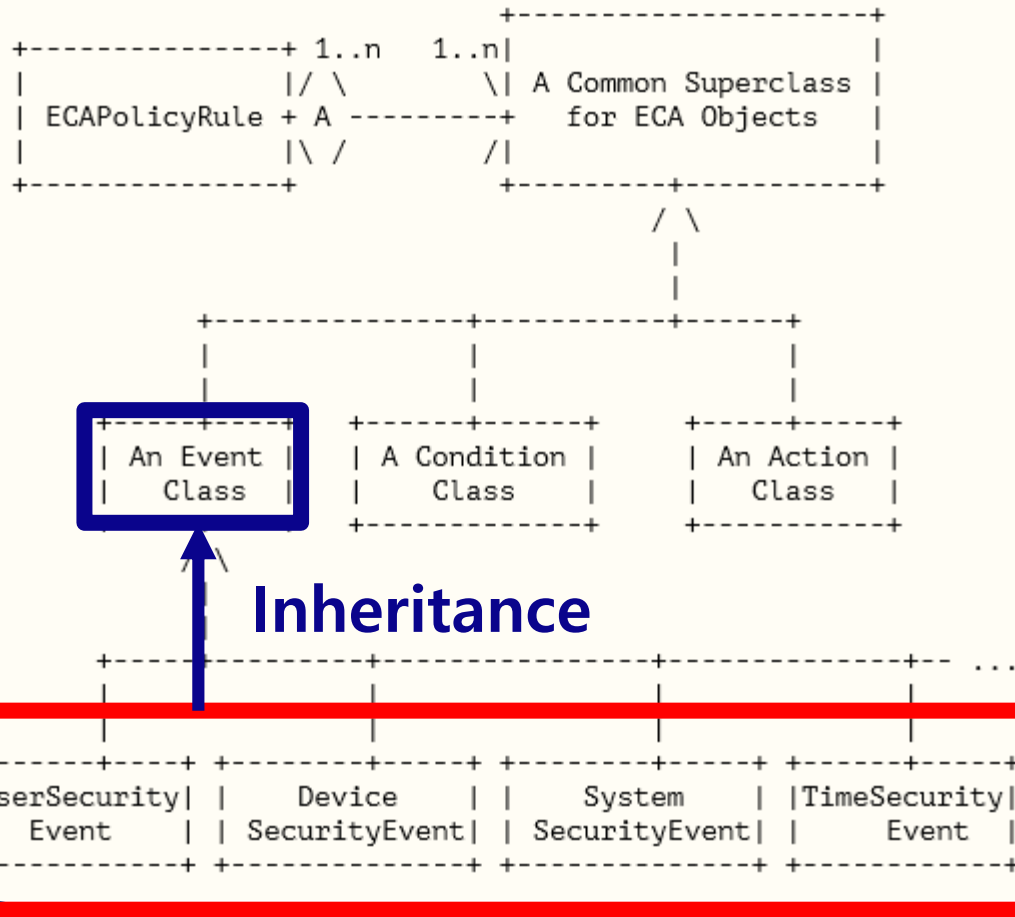 1..n 1..n
A Common Superclass
ECAPolicyRule A for ECA Objects
An Event A Condition An Action
Class Class Class
Inheritance
...
serSecurity Device System TimeSecurity
Event SecurityEvent SecurityEvent Event